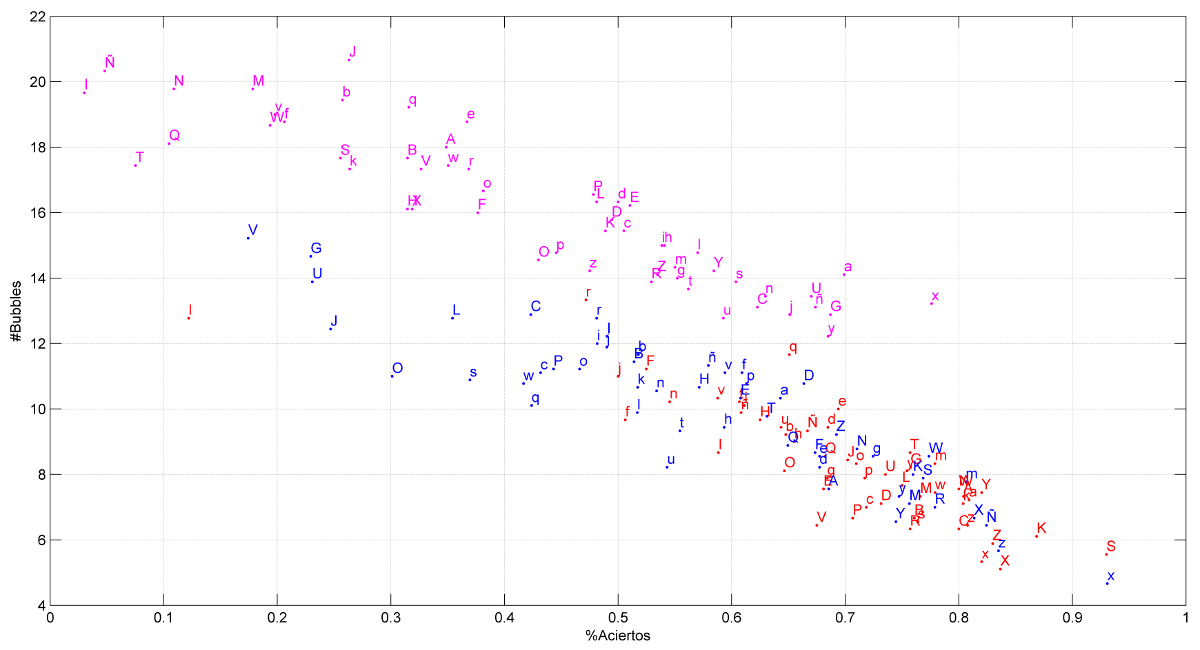 22
J
Ñ
20
I
N
M
b
q
v
W
f
e
18
Q
A
T
S
k
B
V
w
r
o
16
H
X
F
P
L
d
E
D
K
c
V
G
O
p
i
h
l
14
U
z
R
Z
m
g
Y
t
s
a
#Bubbles
I
J
L
C
r
r
u
C
n
j
U
ñ
G
x
y
12
O
s
w
c
P
o
i
l
j
B
b
F
j
k
n
ñ
v
f
p
q
D
10
q
f
l
n
t
H
v
h
E
n
H
T
a
u
Ñ
d
e
Z
8
u
I
O
Q
b
h
F
e
d
Q
q
A
J
N
o
g
p
U
T
G
y
K
L
W
m
S
m
6
V
P
c
D
y
Y
M
M
B
R
s
w
R
A
k
a
Y
X
C
z
Ñ
Z
z
x
X
K
S
x
4
0
0.1
0.2
0.3
0.4
0.5
0.6
0.7
0.8
0.9
1
%Aciertos